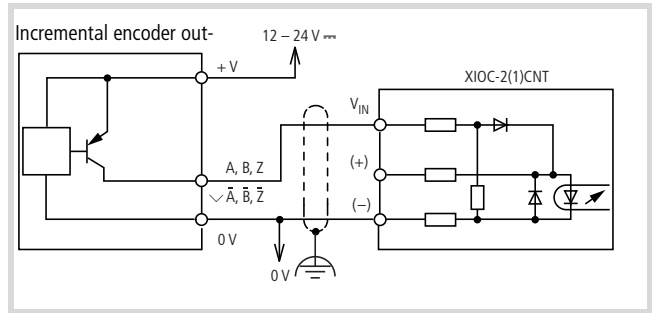 Incremental encoder out-
12 – 24 V ⎓
+ V
XIOC-2(1)CNT
V_IN
(+)
A, B, Z
A̅, B̅, Z̅
(−)
0 V
0 V